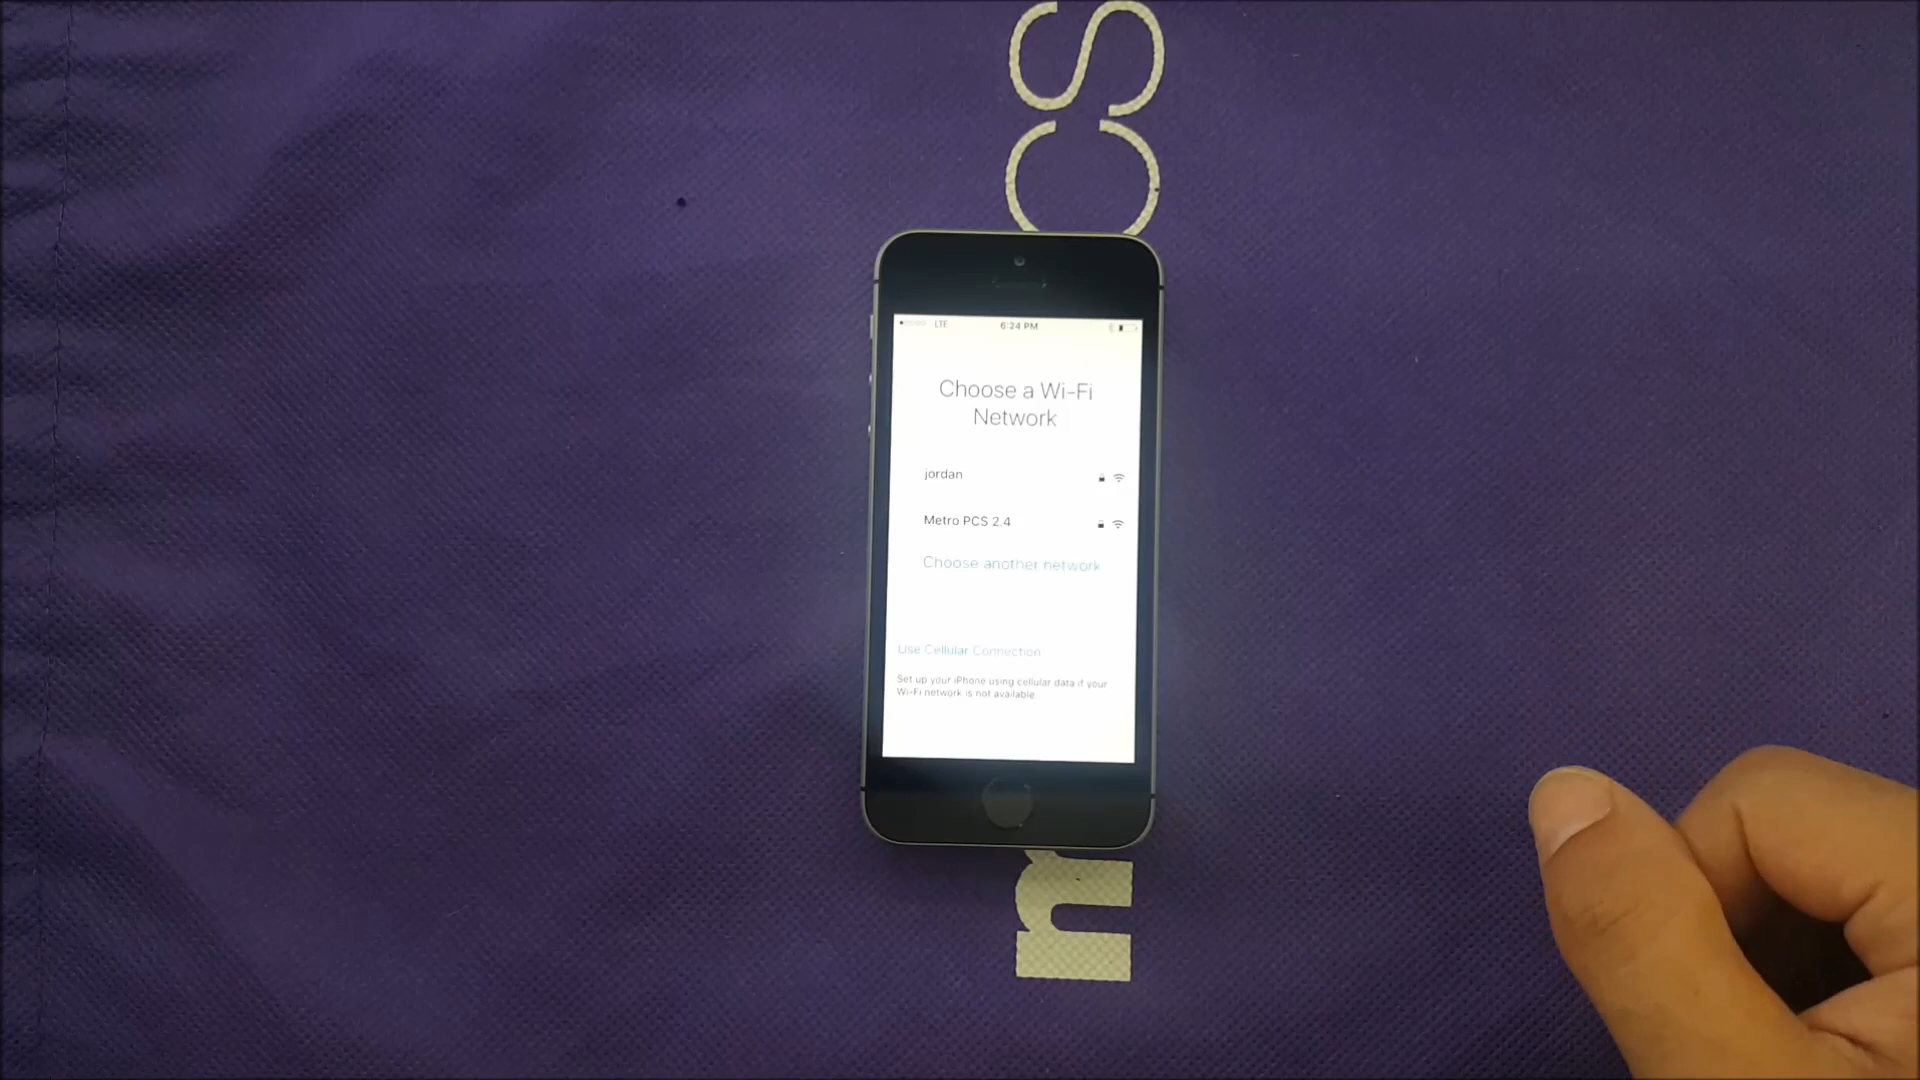 CS
LTE 6:24 PM
Choose a Wi-Fi
Network
jordan
Metro PCS 2.4
Choose another network
Use Cellular Connection
Set up your iPhone using cellular data if your
Wi-Fi network is not available.
m